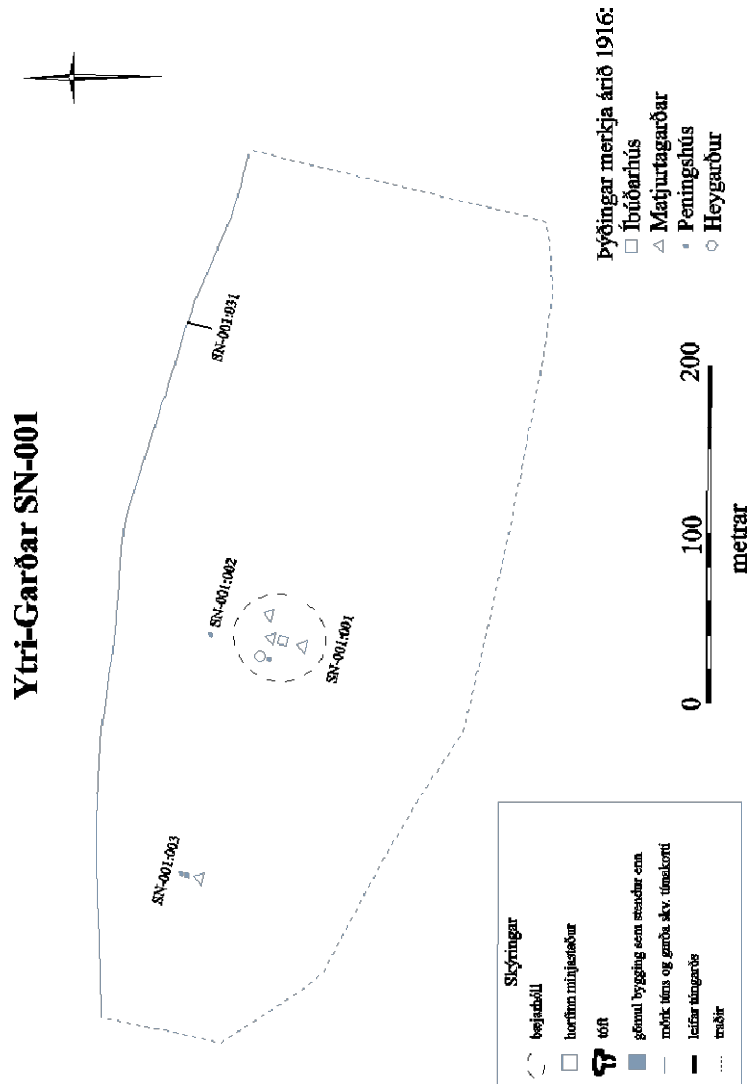 Ytri-Garðar SN-001
SN-001:003
SN-001:002
SN-001:001
SN-001:031
Skýringar
bæjarhóll
horfinn minjastaður
tóft
gömul bygging sem stendur enn
mörk túns og garða skv. túnakorti
leifar túngarðs
traðir
0 100 200
metrar
Þýðingar merkja árið 1916:
Íbúðarhús
Matjurtagarðar
Peningshús
Heygarður